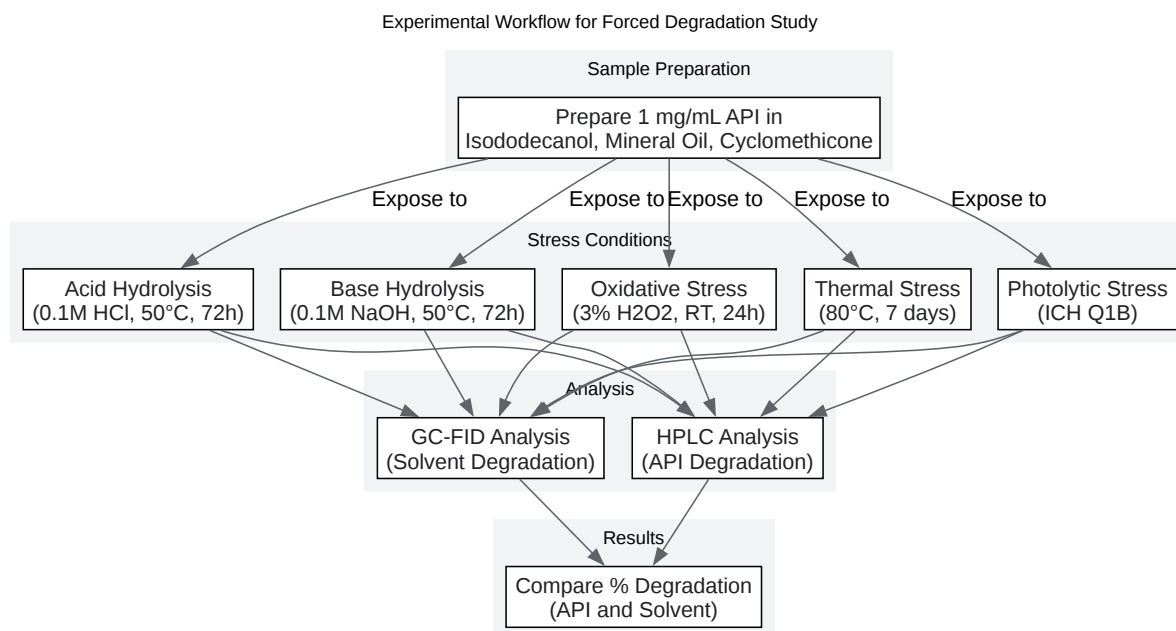 Experimental Workflow for Forced Degradation Study
Sample Preparation
Prepare 1 mg/mL API in
Isododecanol, Mineral Oil, Cyclomethicone
Expose to
Expose to
Expose to
Expose to
Expose to
Stress Conditions
Acid Hydrolysis
(0.1M HCl, 50°C, 72h)
Base Hydrolysis
(0.1M NaOH, 50°C, 72h)
Oxidative Stress
(3% H2O2, RT, 24h)
Thermal Stress
(80°C, 7 days)
Photolytic Stress
(ICH Q1B)
Analysis
GC-FID Analysis
(Solvent Degradation)
HPLC Analysis
(API Degradation)
Results
Compare % Degradation
(API and Solvent)